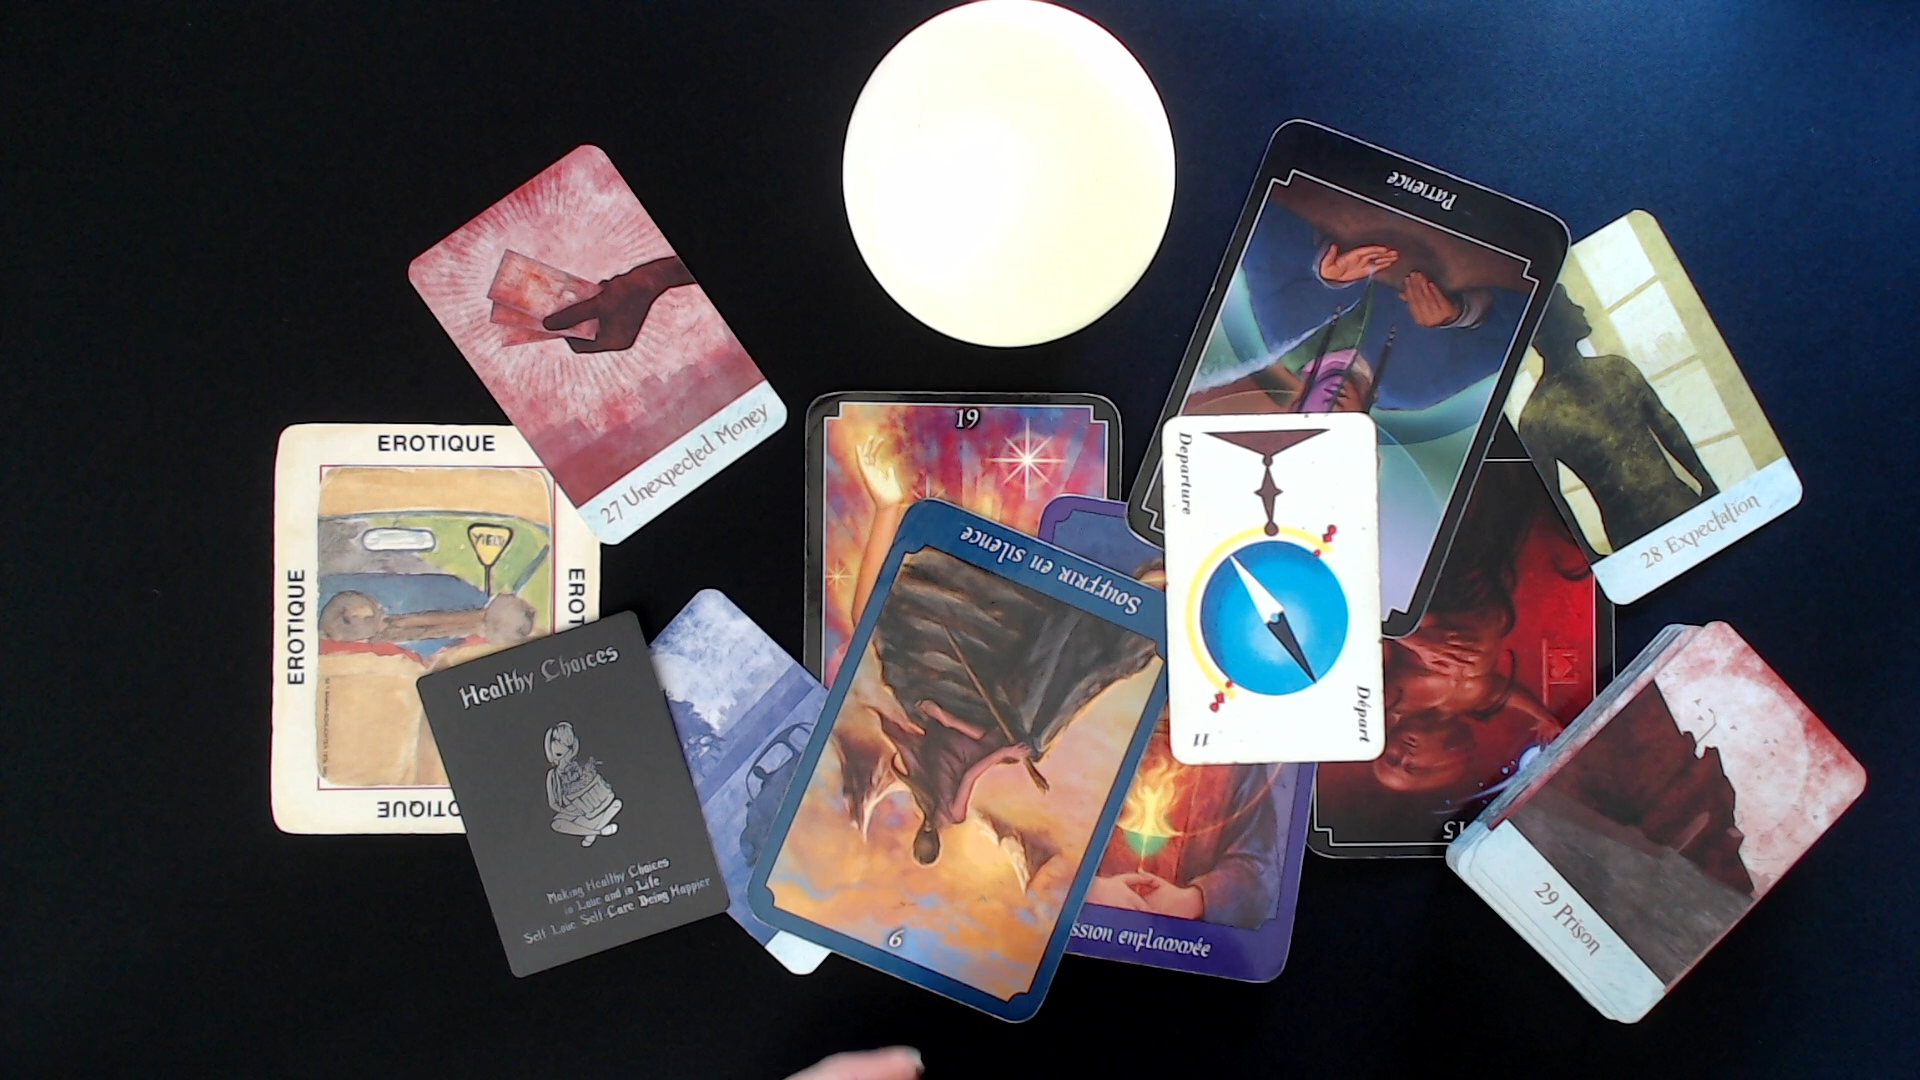 EROTIQUE
EROTIQUE
EROT
OTIQUE
YIELD
27 Unexpected Money
Healthy Choices
Making Healthy Choices
in Love and in Life
Self Love Self-Care Being Happier
19
Souffrir en silence
6
ssion enflammée
Patience
Departure
Départ
11
28 Expectation
15
29 Prison